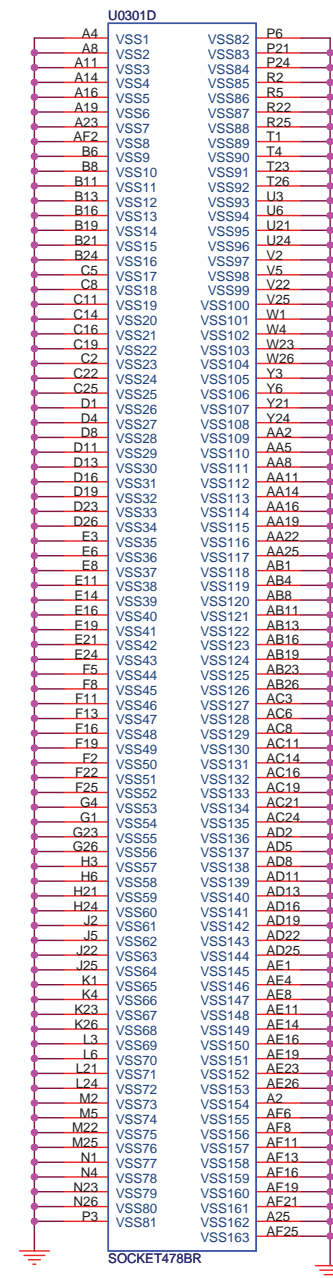 U0301D
A4 VSS1
A8 VSS2
A11 VSS3
A14 VSS4
A16 VSS5
A19 VSS6
A23 VSS7
AF2 VSS8
B6 VSS9
B8 VSS10
B11 VSS11
B13 VSS12
B16 VSS13
B19 VSS14
B21 VSS15
B24 VSS16
C5 VSS17
C8 VSS18
C11 VSS19
C14 VSS20
C16 VSS21
C19 VSS22
C2 VSS23
C22 VSS24
C25 VSS25
D1 VSS26
D4 VSS27
D8 VSS28
D11 VSS29
D13 VSS30
D16 VSS31
D19 VSS32
D23 VSS33
D26 VSS34
E3 VSS35
E6 VSS36
E8 VSS37
E11 VSS38
E14 VSS39
E16 VSS40
E19 VSS41
E21 VSS42
E24 VSS43
F5 VSS44
F8 VSS45
F11 VSS46
F13 VSS47
F16 VSS48
F19 VSS49
F2 VSS50
F22 VSS51
F25 VSS52
G4 VSS53
G1 VSS54
G23 VSS55
G26 VSS56
H3 VSS57
H6 VSS58
H21 VSS59
H24 VSS60
J2 VSS61
J5 VSS62
J22 VSS63
J25 VSS64
K1 VSS65
K4 VSS66
K23 VSS67
K26 VSS68
L3 VSS69
L6 VSS70
L21 VSS71
L24 VSS72
M2 VSS73
M5 VSS74
M22 VSS75
M25 VSS76
N1 VSS77
N4 VSS78
N23 VSS79
N26 VSS80
P3 VSS81
VSS82 P6
VSS83 P21
VSS84 P24
VSS85 R2
VSS86 R5
VSS87 R22
VSS88 R25
VSS89 T1
VSS90 T4
VSS91 T23
VSS92 T26
VSS93 U3
VSS94 U6
VSS95 U21
VSS96 U24
VSS97 V2
VSS98 V5
VSS99 V22
VSS100 V25
VSS101 W1
VSS102 W4
VSS103 W23
VSS104 W26
VSS105 Y3
VSS106 Y6
VSS107 Y21
VSS108 Y24
VSS109 AA2
VSS110 AA5
VSS111 AA8
VSS112 AA11
VSS113 AA14
VSS114 AA16
VSS115 AA19
VSS116 AA22
VSS117 AA25
VSS118 AB1
VSS119 AB4
VSS120 AB8
VSS121 AB11
VSS122 AB13
VSS123 AB16
VSS124 AB19
VSS125 AB23
VSS126 AB26
VSS127 AC3
VSS128 AC6
VSS129 AC8
VSS130 AC11
VSS131 AC14
VSS132 AC16
VSS133 AC19
VSS134 AC21
VSS135 AC24
VSS136 AD2
VSS137 AD5
VSS138 AD8
VSS139 AD11
VSS140 AD13
VSS141 AD16
VSS142 AD19
VSS143 AD22
VSS144 AD25
VSS145 AE1
VSS146 AE4
VSS147 AE8
VSS148 AE11
VSS149 AE14
VSS150 AE16
VSS151 AE19
VSS152 AE23
VSS153 AE26
VSS154 A2
VSS155 AF6
VSS156 AF8
VSS157 AF11
VSS158 AF13
VSS159 AF16
VSS160 AF19
VSS161 AF21
VSS162 A25
VSS163 AF25
SOCKET478BR